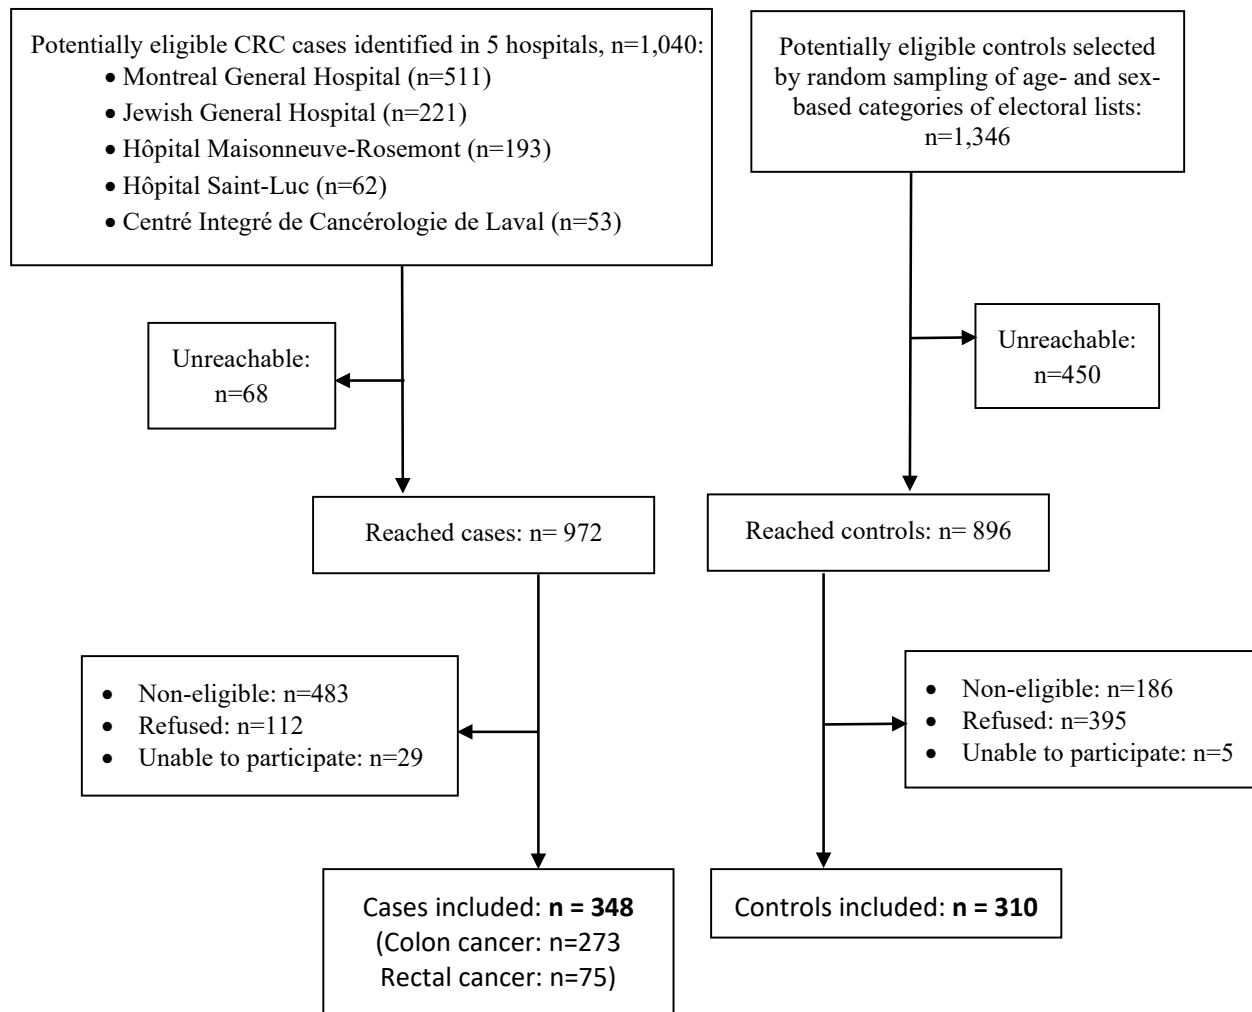 Potentially eligible CRC cases identified in 5 hospitals, n=1,040:
• Montreal General Hospital (n=511)
• Jewish General Hospital (n=221)
• Hôpital Maisonneuve-Rosemont (n=193)
• Hôpital Saint-Luc (n=62)
• Centré Integré de Cancérologie de Laval (n=53)
Potentially eligible controls selected
by random sampling of age- and sex-
based categories of electoral lists:
n=1,346
Unreachable:
n=68
Unreachable:
n=450
Reached cases: n= 972
Reached controls: n= 896
• Non-eligible: n=483
• Refused: n=112
• Unable to participate: n=29
• Non-eligible: n=186
• Refused: n=395
• Unable to participate: n=5
Cases included: n = 348
(Colon cancer: n=273
Rectal cancer: n=75)
Controls included: n = 310